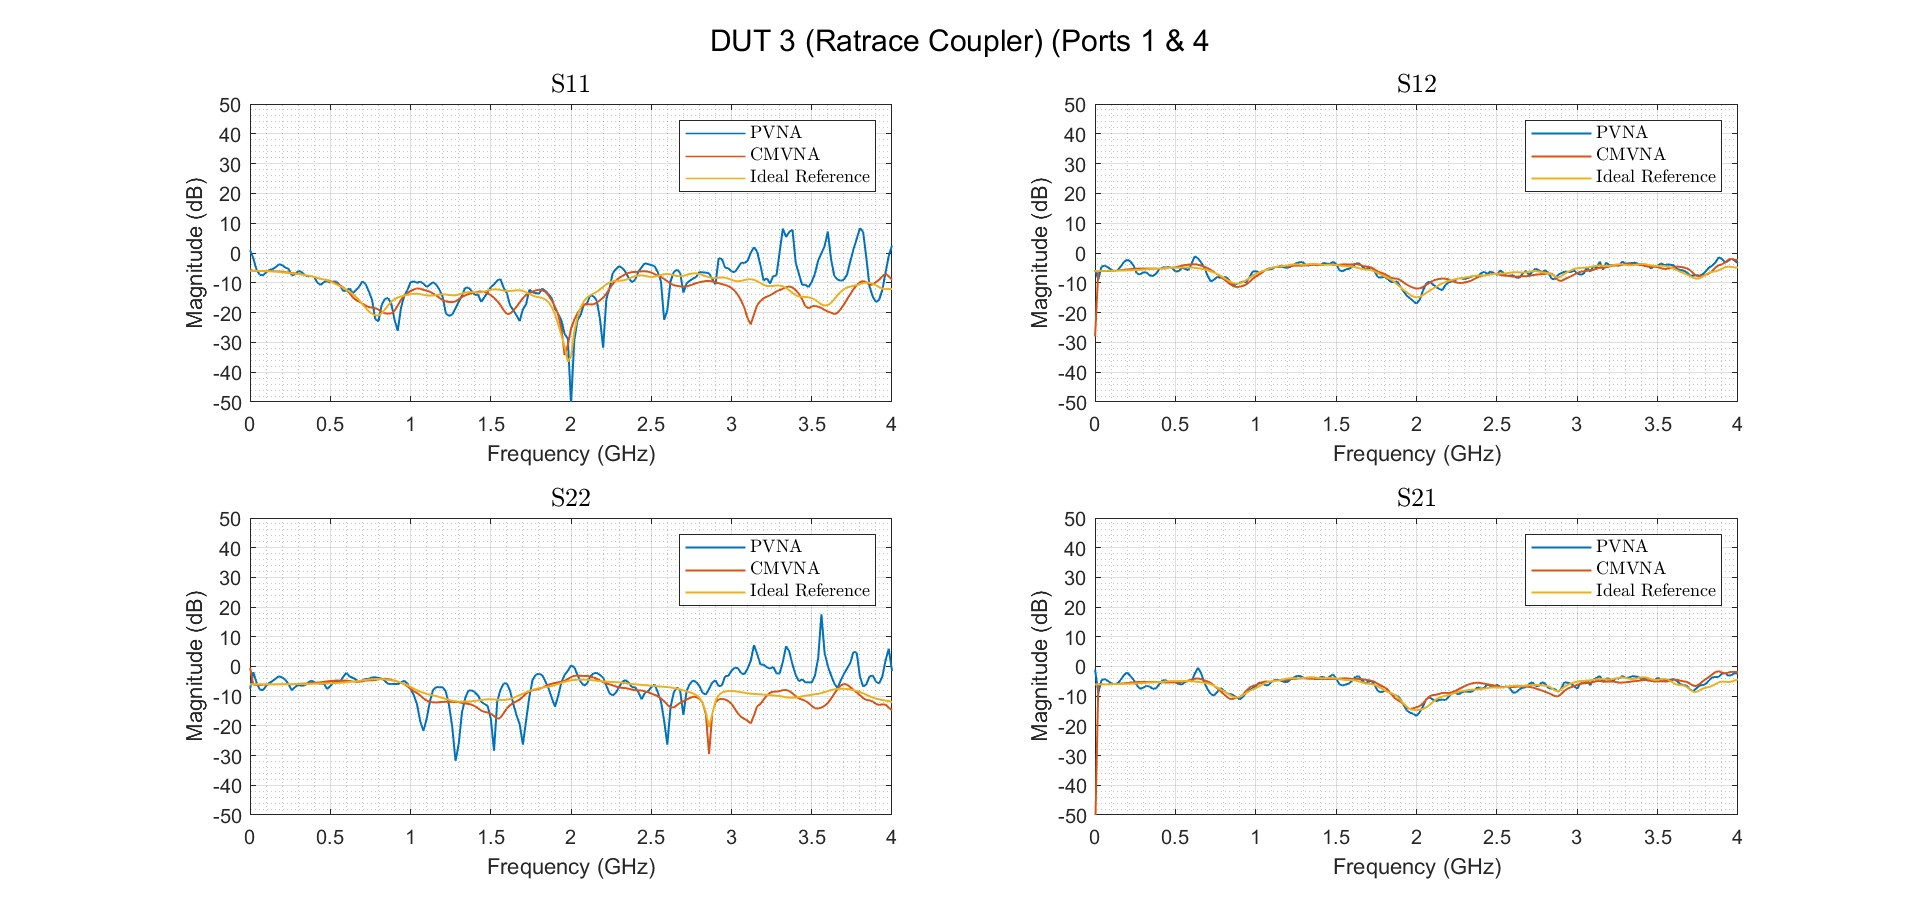 DUT 3 (Ratrace Coupler) (Ports 1 & 4
S11
50
40
30
20
10
0
-10
-20
-30
-40
-50
Magnitude (dB)
PVNA
CMVNA
Ideal Reference
0 0.5 1 1.5 2 2.5 3 3.5 4
Frequency (GHz)
S12
50
40
30
20
10
0
-10
-20
-30
-40
-50
Magnitude (dB)
PVNA
CMVNA
Ideal Reference
0 0.5 1 1.5 2 2.5 3 3.5 4
Frequency (GHz)
S22
50
40
30
20
10
0
-10
-20
-30
-40
-50
Magnitude (dB)
PVNA
CMVNA
Ideal Reference
0 0.5 1 1.5 2 2.5 3 3.5 4
Frequency (GHz)
S21
50
40
30
20
10
0
-10
-20
-30
-40
-50
Magnitude (dB)
PVNA
CMVNA
Ideal Reference
0 0.5 1 1.5 2 2.5 3 3.5 4
Frequency (GHz)